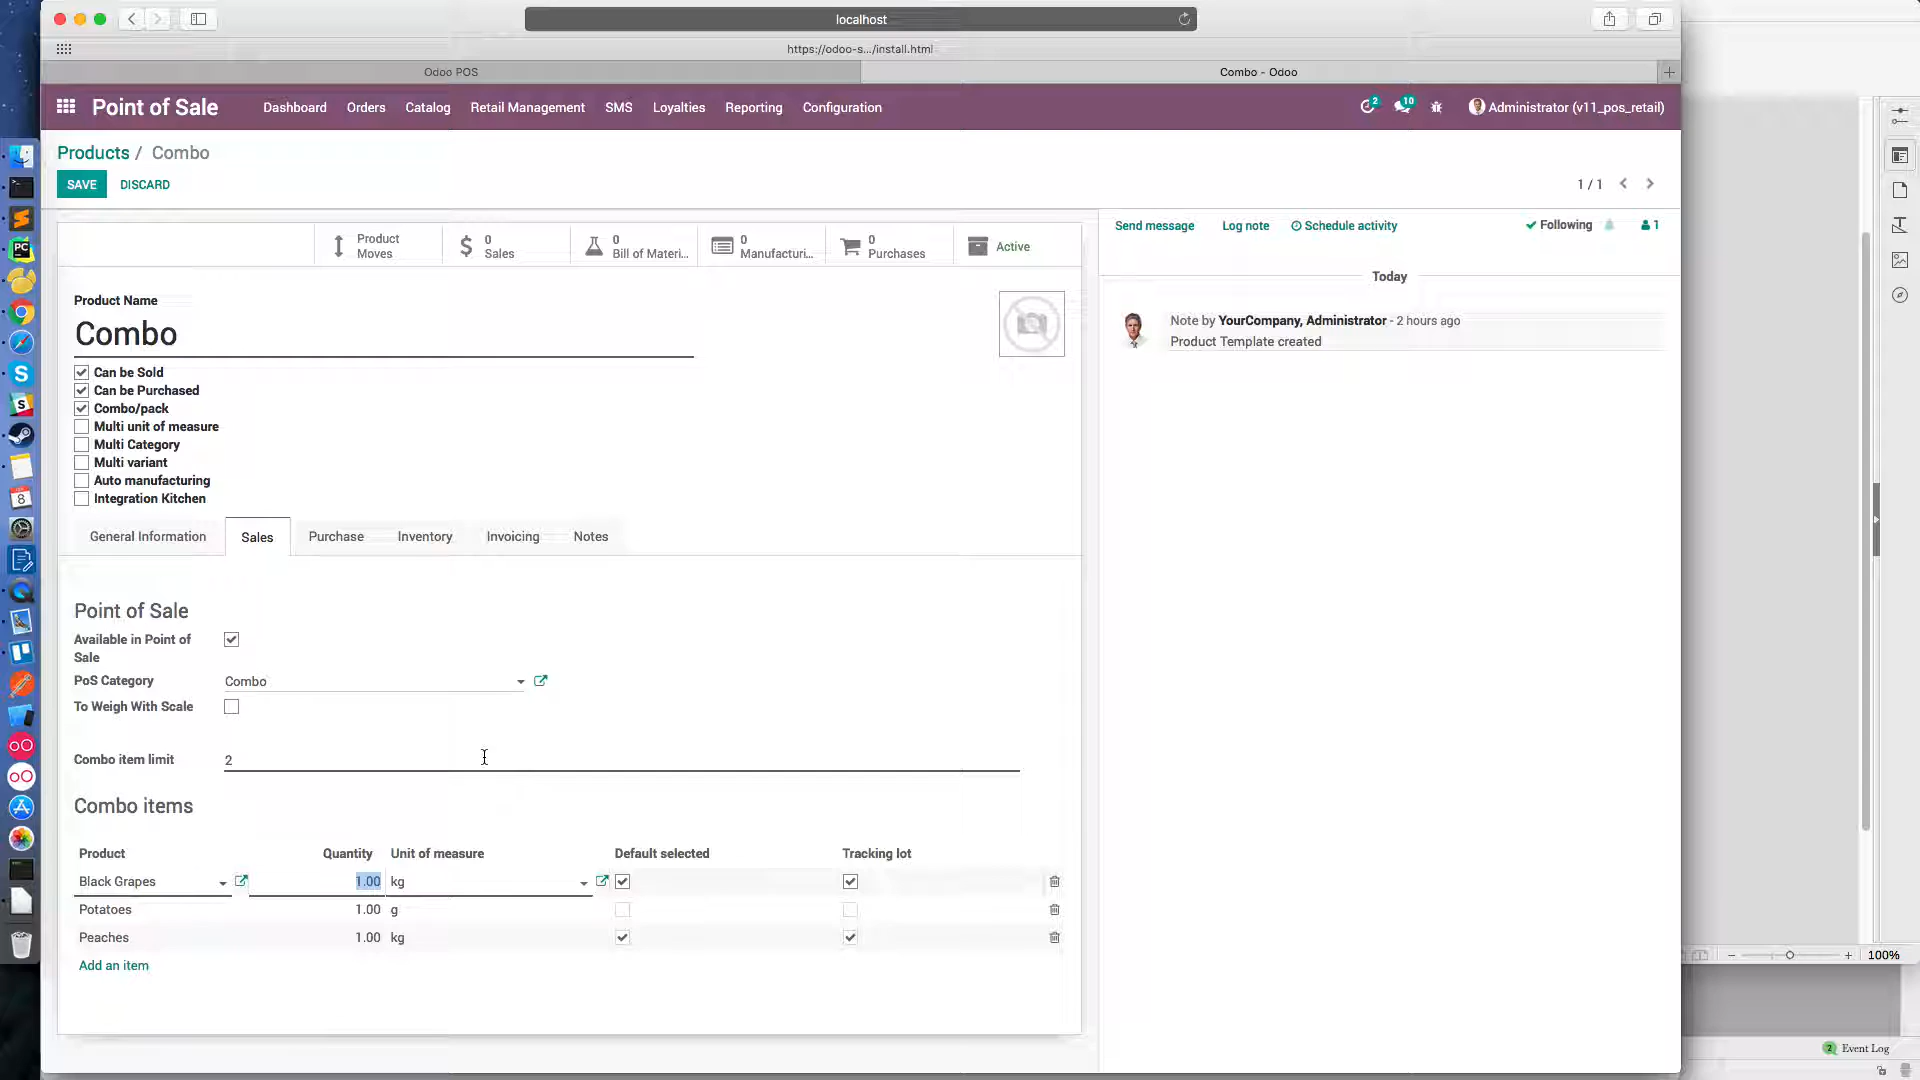 localhost
https://odoo-s.../install.html
Odoo POS
Combo - Odoo
Point of Sale
Dashboard
Orders
Catalog
Retail Management
SMS
Loyalties
Reporting
Configuration
2
10
Administrator (v11_pos_retail)
Products / Combo
SAVE
DISCARD
1 / 1
Product Moves
0 Sales
0 Bill of Materi...
0 Manufacturi...
0 Purchases
Active
Send message
Log note
Schedule activity
Following
1
Today
Note by YourCompany, Administrator - 2 hours ago
Product Template created
Product Name
Combo
Can be Sold
Can be Purchased
Combo/pack
Multi unit of measure
Multi Category
Multi variant
Auto manufacturing
Integration Kitchen
General Information
Sales
Purchase
Inventory
Invoicing
Notes
Point of Sale
Available in Point of
Sale
PoS Category
Combo
To Weigh With Scale
Combo item limit
2
Combo items
Product
Quantity
Unit of measure
Default selected
Tracking lot
Black Grapes
1.00
kg
Potatoes
1.00
g
Peaches
1.00
kg
Add an item
100%
2
Event Log